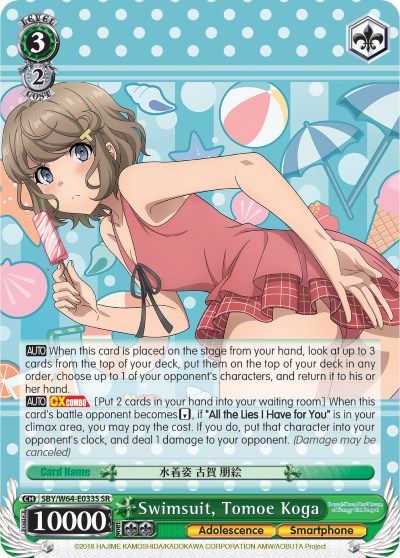 LEVEL
3
2
COST
AUTO When this card is placed on the stage from your hand, look at up to 3
cards from the top of your deck, put them on the top of your deck in any
order, choose up to 1 of your opponent's characters, and return it to his or
her hand.
AUTO CX COMBO [Put 2 cards in your hand into your waiting room] When this
card's battle opponent becomes, if "All the Lies I Have for You" is in your
climax area, you may pay the cost. If you do, put that character into your
opponent's clock, and deal 1 damage to your opponent. (Damage may be
canceled)
Card Name 水着姿 古賀 朋絵
CH SBY/W64-E033S SR
POWER 10000
Swimsuit, Tomoe Koga
Adolescence Smartphone
©2018 HAJIME KAMOSHIDA/KADOKAWA CORPORATION AMW/AOBUTA Project